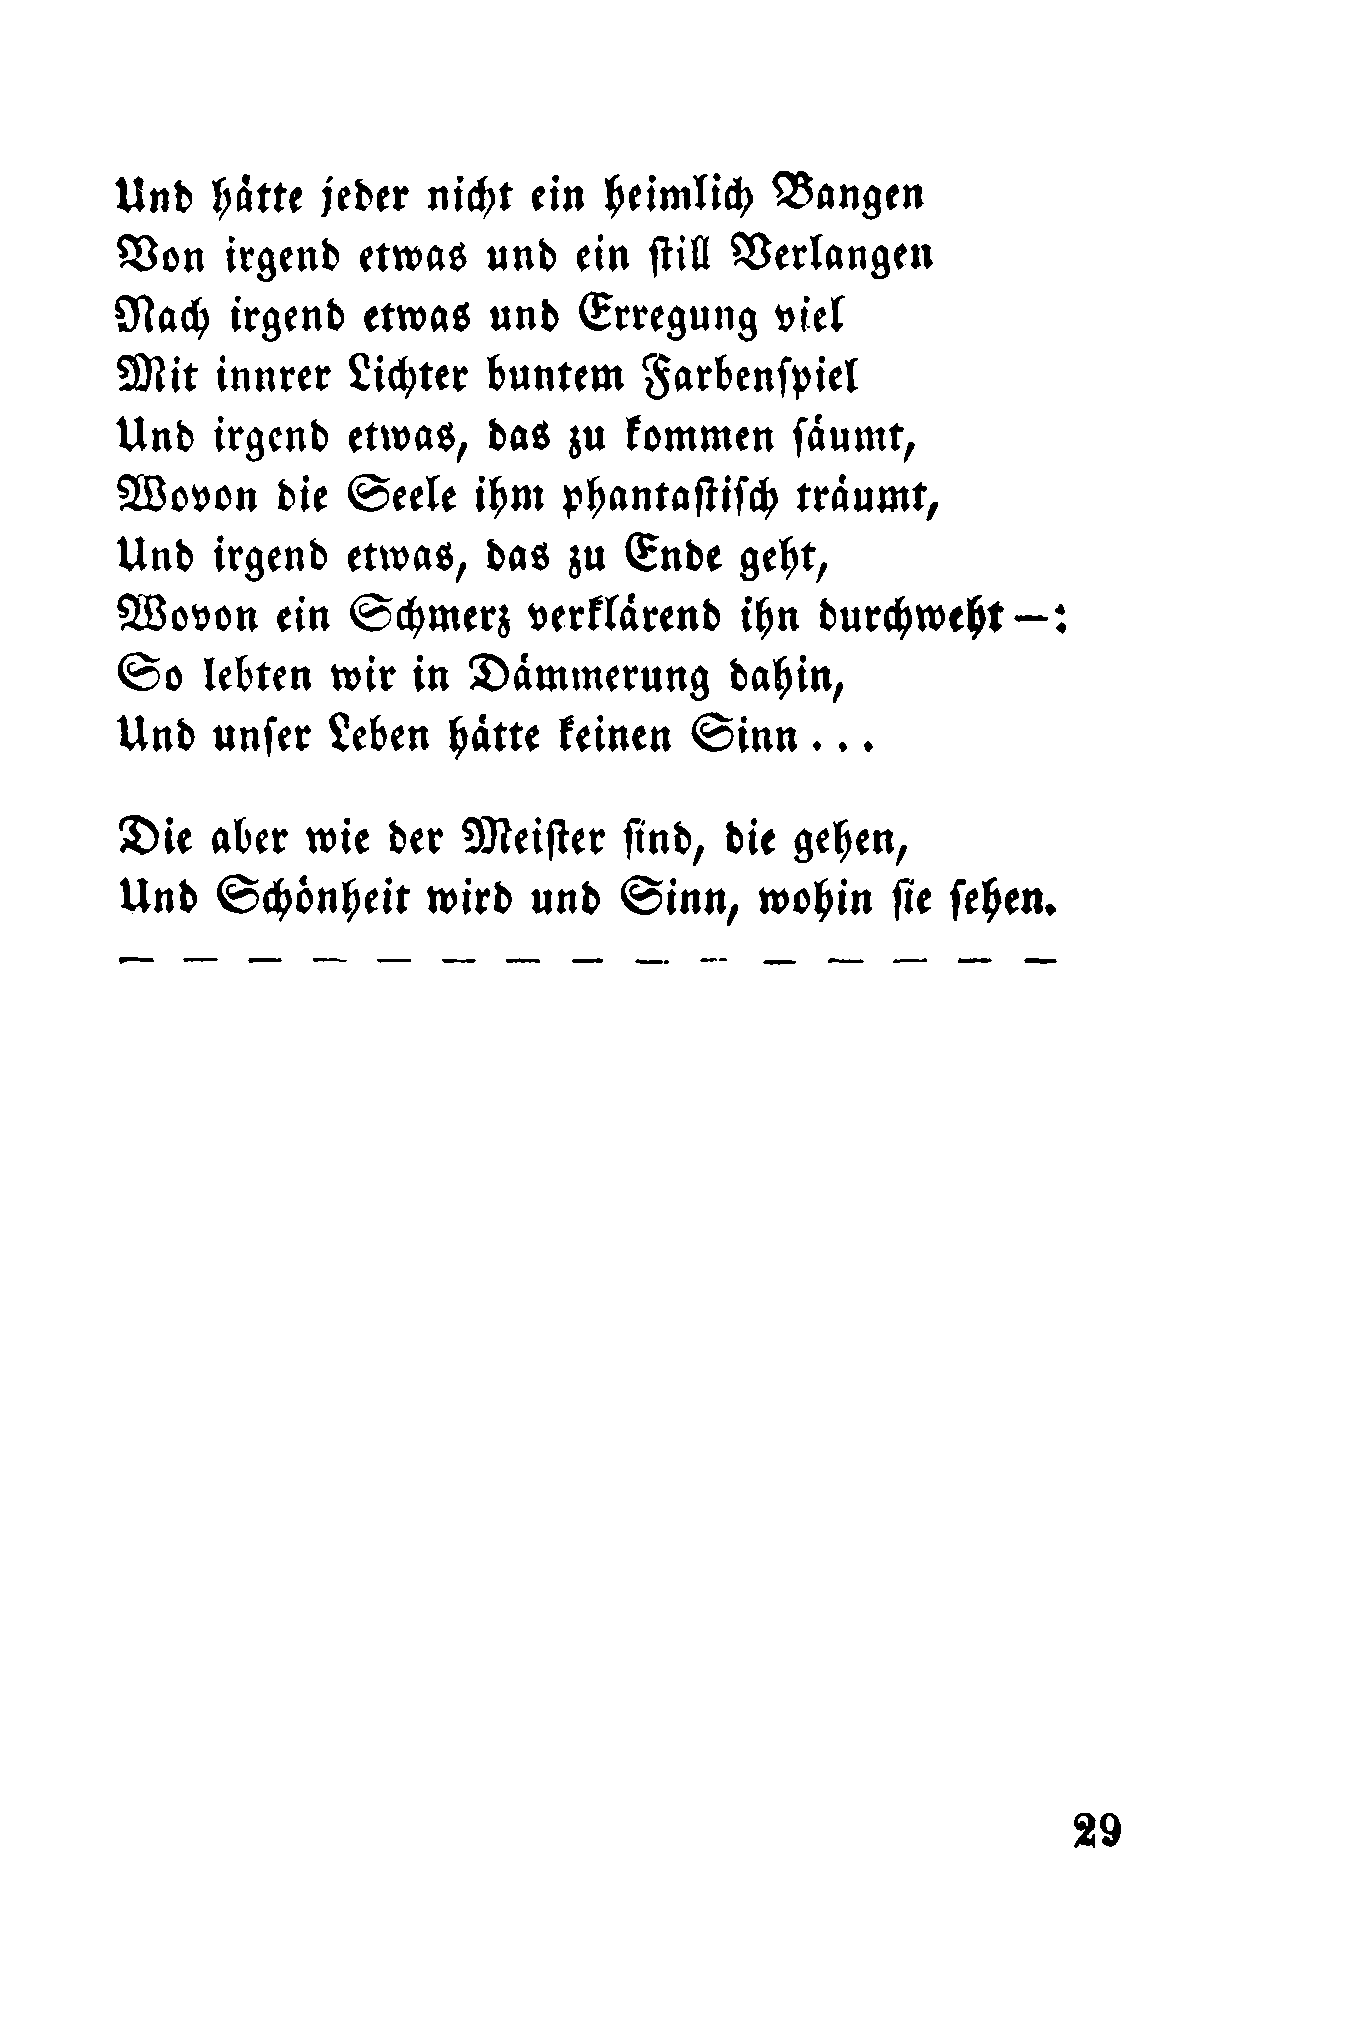 Und hätte jeder nicht ein heimlich Bangen
Von irgend etwas und ein ſtill Verlangen
Nach irgend etwas und Erregung viel
Mit innrer Lichter buntem Farbenſpiel
Und irgend etwas, das zu kommen ſäumt,
Wovon die Seele ihm phantaſtiſch träumt,
Und irgend etwas, das zu Ende geht,
Wovon ein Schmerz verklärend ihn durchweht —:
So lebten wir in Dämmerung dahin,
Und unſer Leben hätte keinen Sinn . . .
Die aber wie der Meiſter ſind, die gehen,
Und Schönheit wird und Sinn, wohin ſie ſehen.
— — — — — — — — — — — — — — —
29